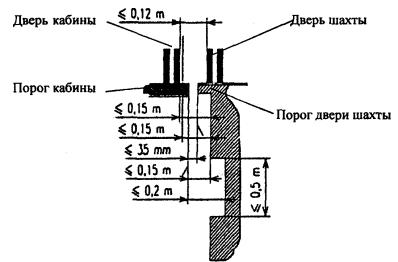 Дверь кабины
⩽ 0,12 m
Дверь шахты
Порог кабины
Порог двери шахты
⩽ 0,15 m
⩽ 0,15 m
⩽ 35 mm
⩽ 0,15 m
⩽ 0,2 m
⩽ 0,5 m